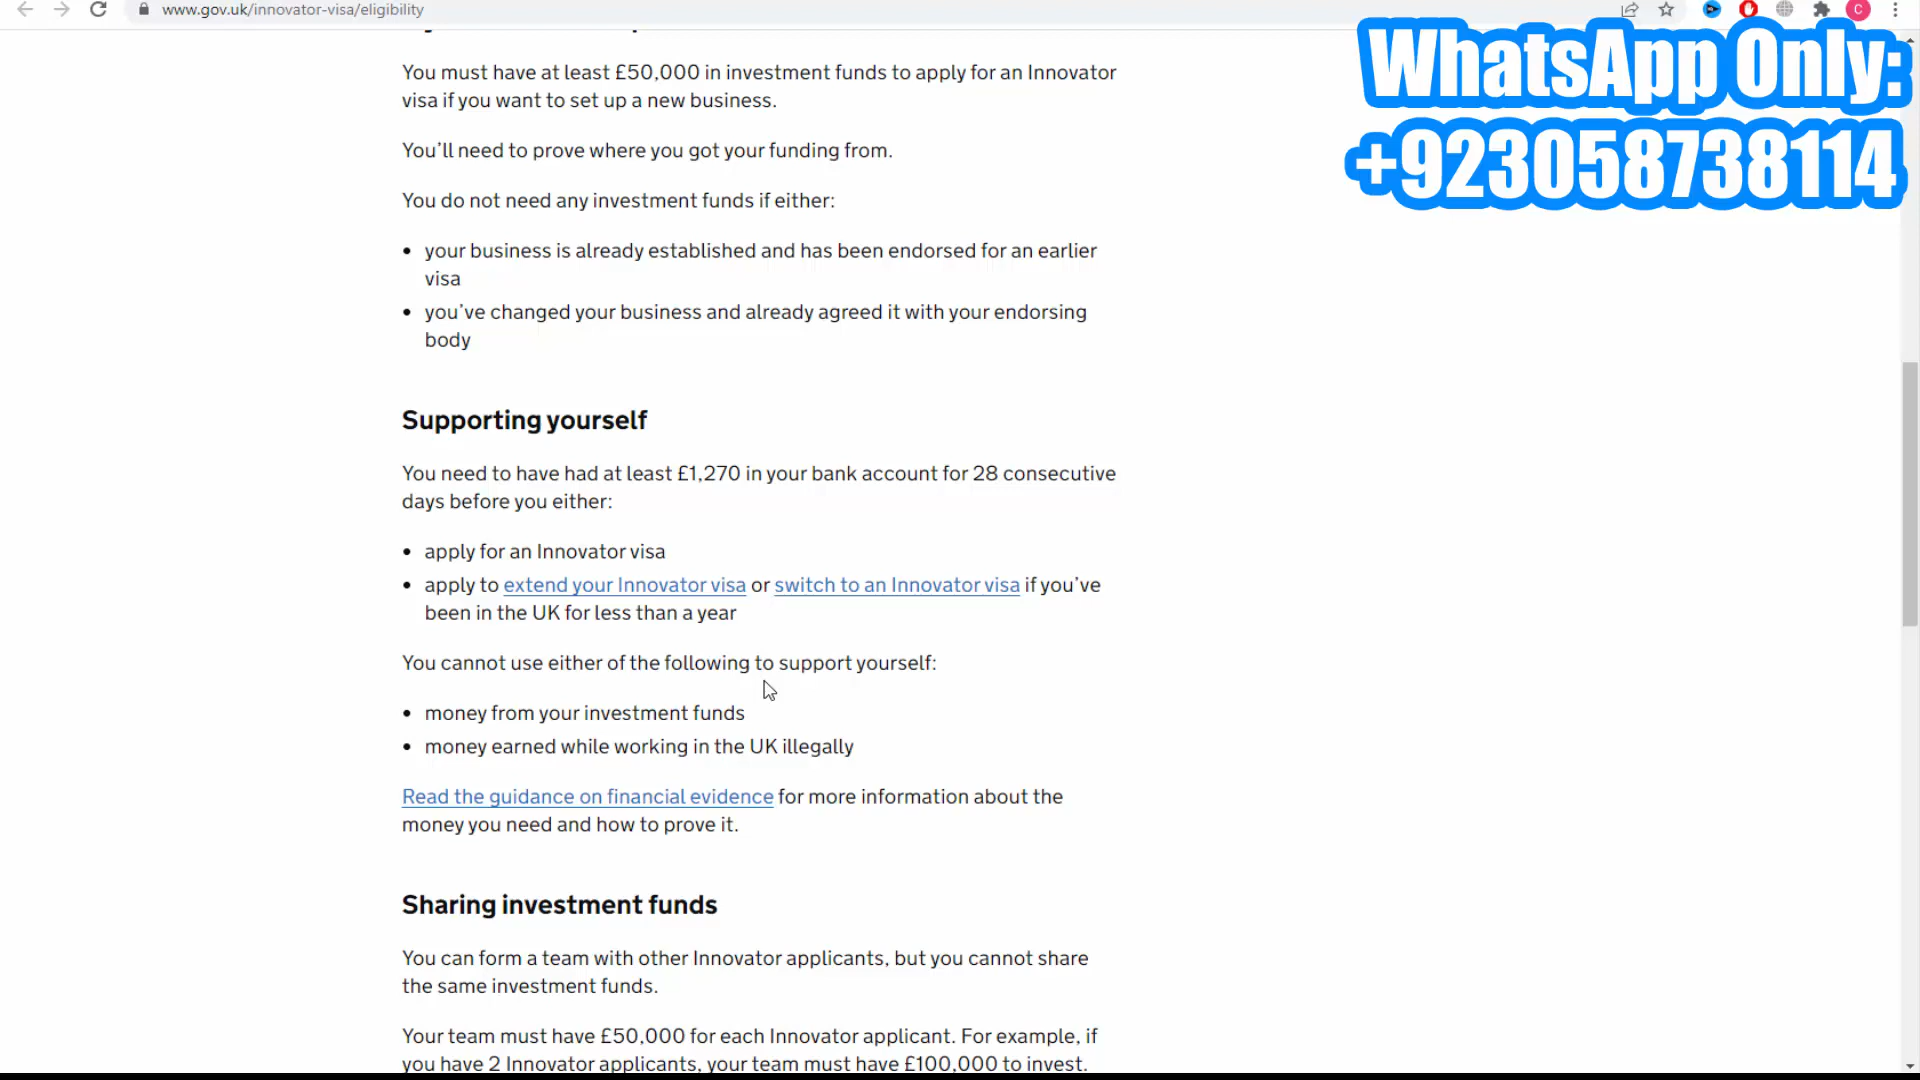 www.gov.uk/innovator-visa/eligibility
C
WhatsApp Only:
+923058738114
You must have at least £50,000 in investment funds to apply for an Innovator
visa if you want to set up a new business.
You'll need to prove where you got your funding from.
You do not need any investment funds if either:
• your business is already established and has been endorsed for an earlier
visa
• you've changed your business and already agreed it with your endorsing
body
Supporting yourself
You need to have had at least £1,270 in your bank account for 28 consecutive
days before you either:
• apply for an Innovator visa
• apply to extend your Innovator visa or switch to an Innovator visa if you've
been in the UK for less than a year
You cannot use either of the following to support yourself:
• money from your investment funds
• money earned while working in the UK illegally
Read the guidance on financial evidence for more information about the
money you need and how to prove it.
Sharing investment funds
You can form a team with other Innovator applicants, but you cannot share
the same investment funds.
Your team must have £50,000 for each Innovator applicant. For example, if
you have 2 Innovator applicants, your team must have £100,000 to invest.